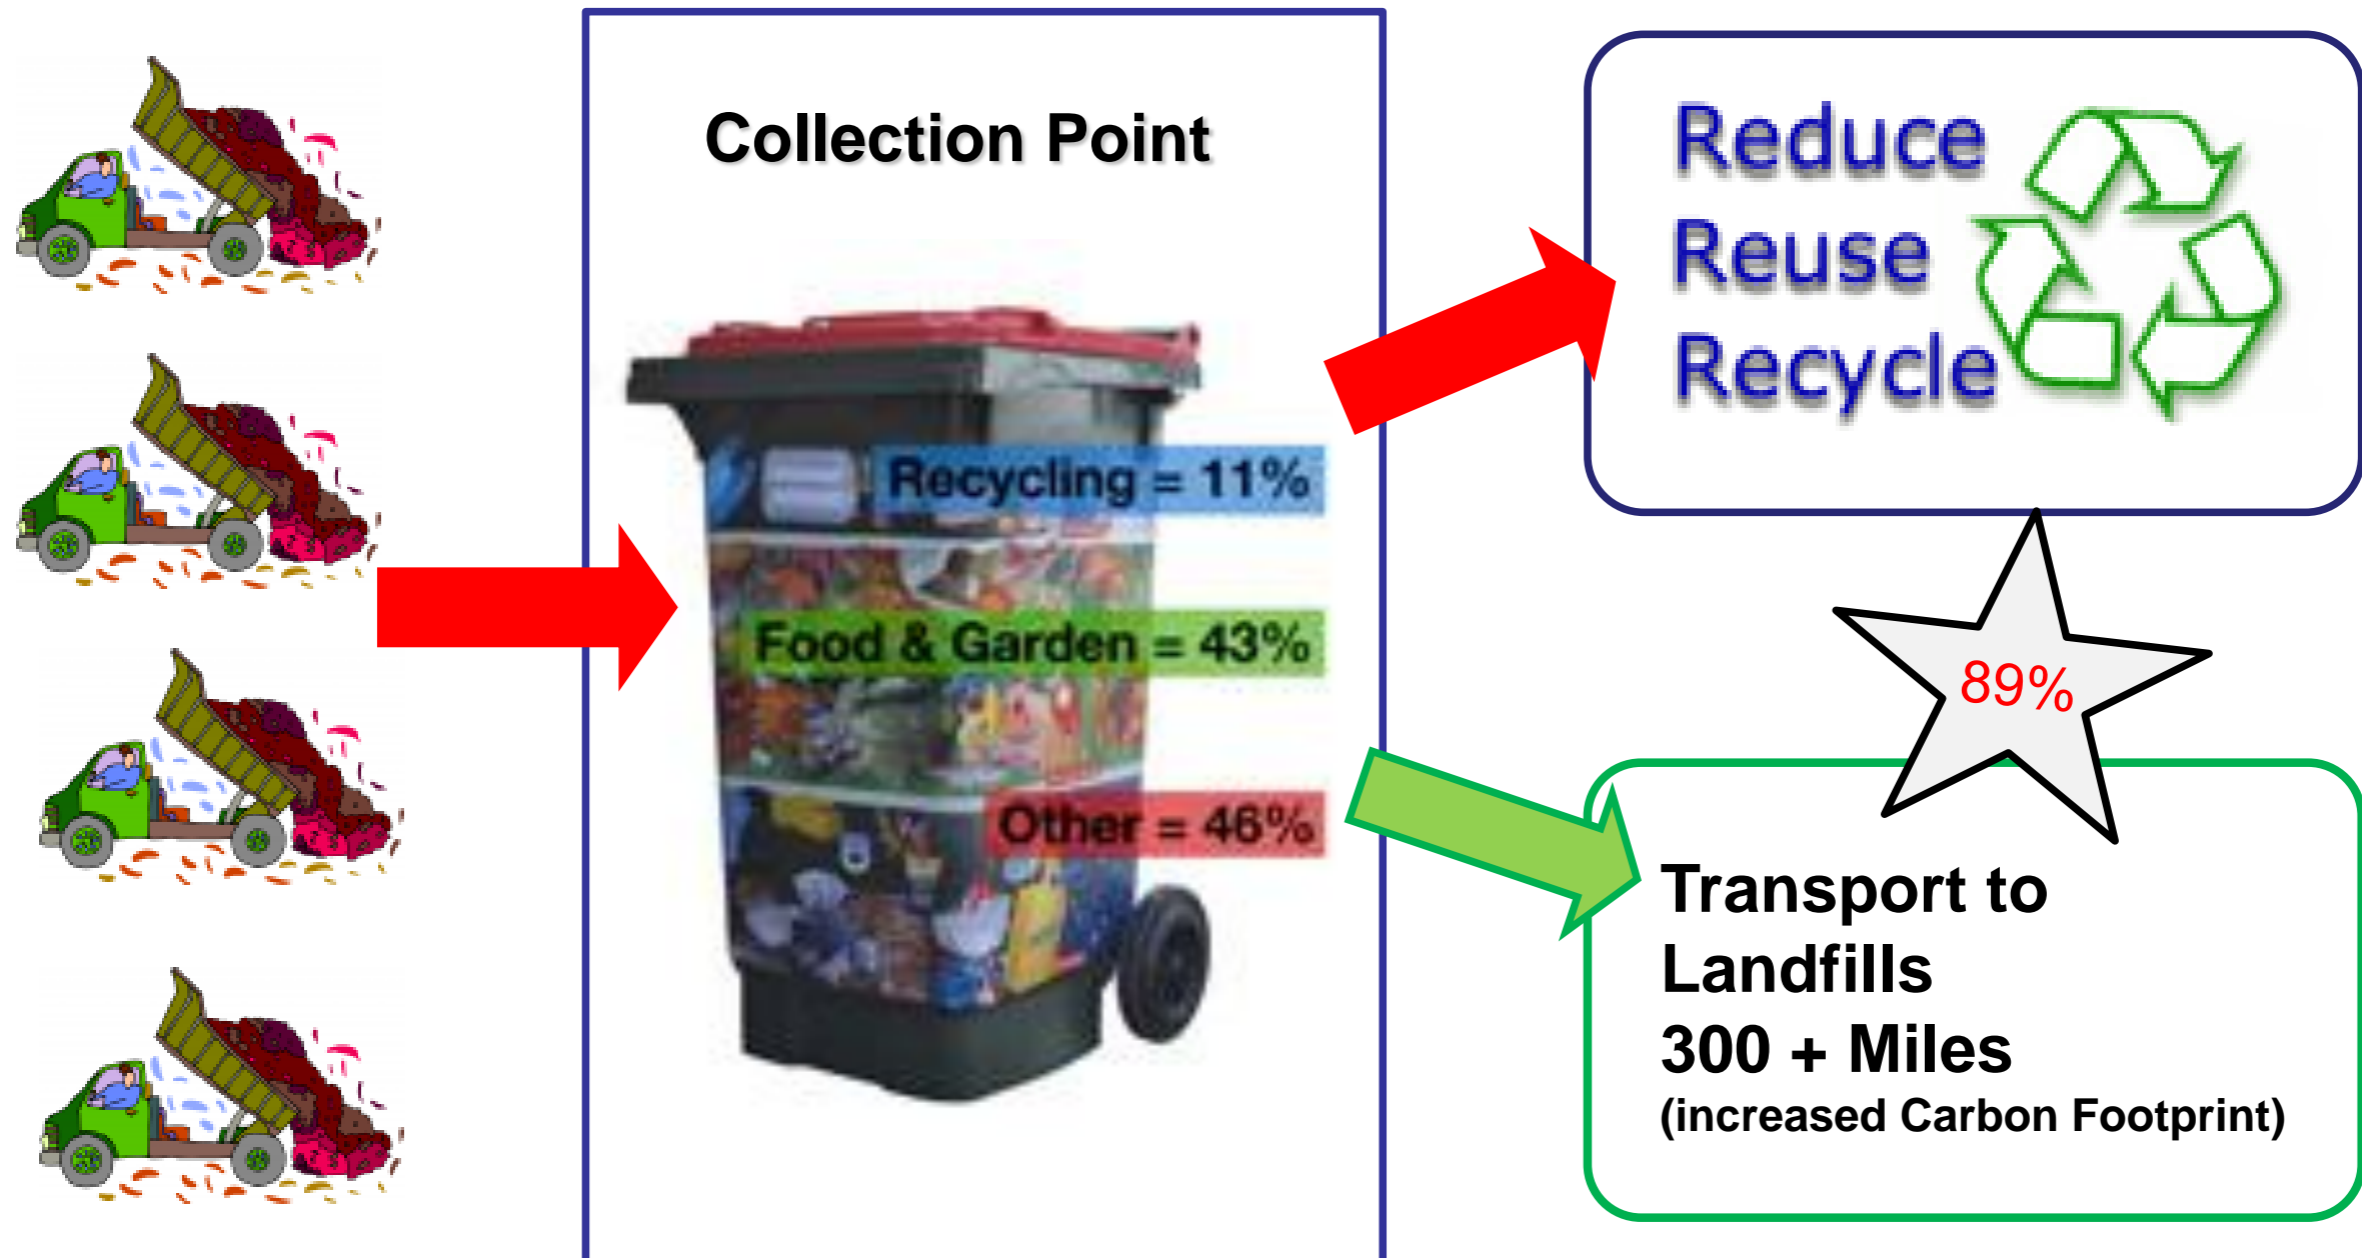 Collection Point
Recycling = 11%
Food & Garden = 43%
Other = 46%
Reduce
Reuse
Recycle
89%
Transport to
Landfills
300 + Miles
(increased Carbon Footprint)